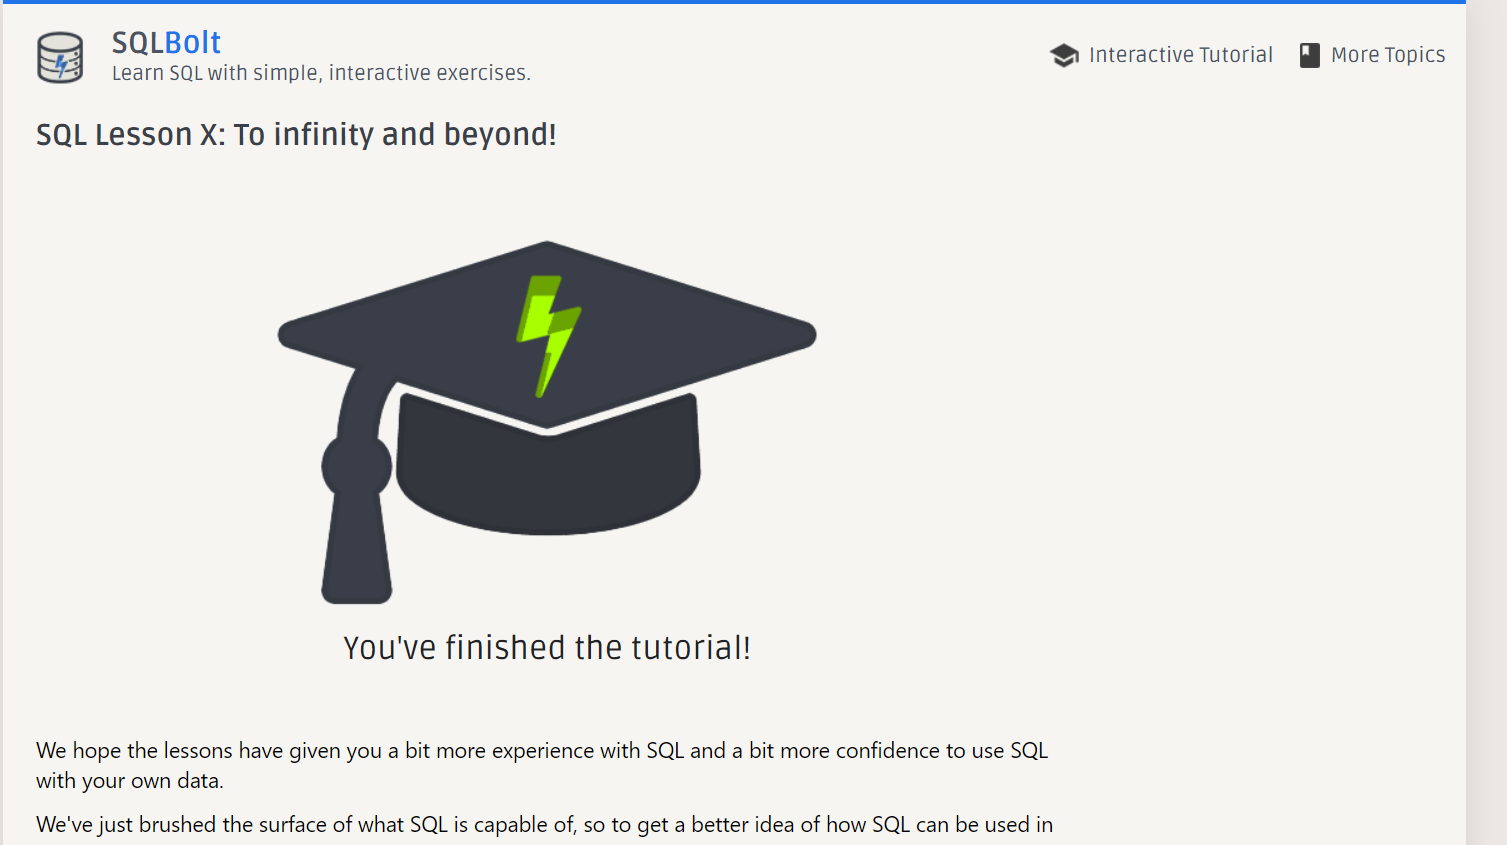 SQLBolt
Learn SQL with simple, interactive exercises.
Interactive Tutorial
More Topics
SQL Lesson X: To infinity and beyond!
You've finished the tutorial!
We hope the lessons have given you a bit more experience with SQL and a bit more confidence to use SQL
with your own data.
We've just brushed the surface of what SQL is capable of, so to get a better idea of how SQL can be used in